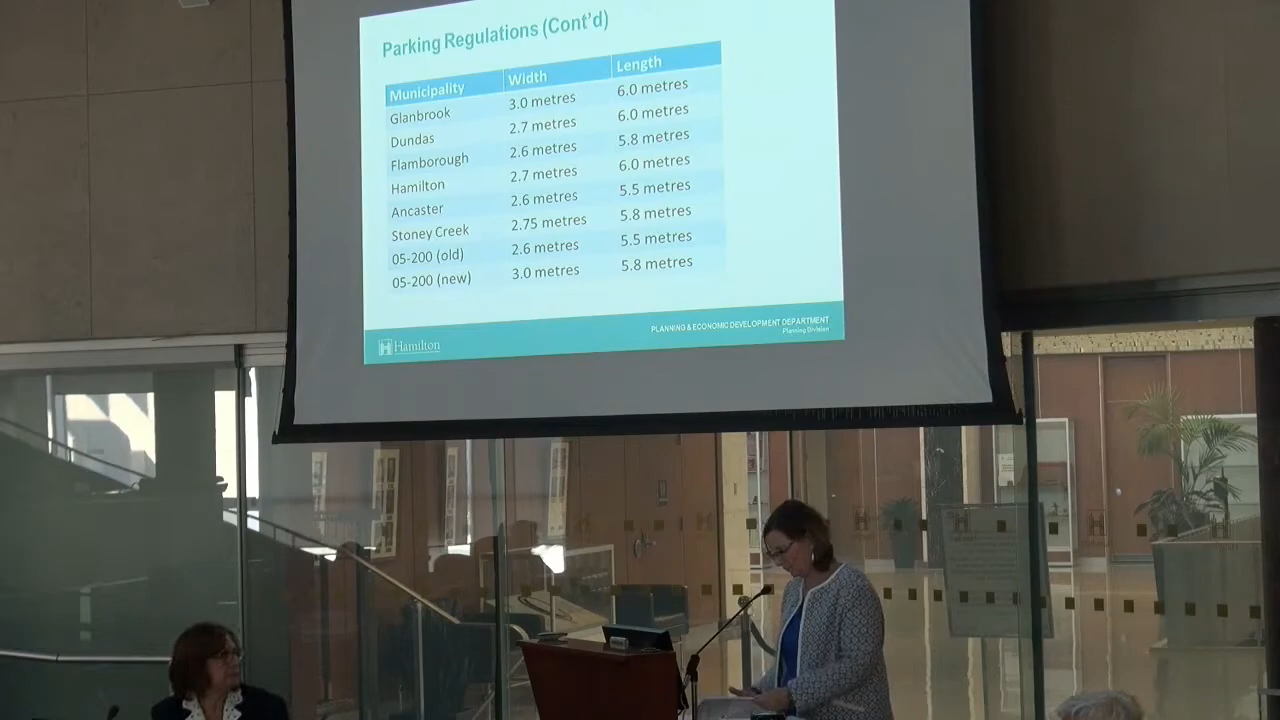 Parking Regulations (Cont'd)
Municipality Width Length
Glanbrook 3.0 metres 6.0 metres
Dundas 2.7 metres 6.0 metres
Flamborough 2.6 metres 5.8 metres
Hamilton 2.7 metres 6.0 metres
Ancaster 2.6 metres 5.5 metres
Stoney Creek 2.75 metres 5.8 metres
05-200 (old) 2.6 metres 5.5 metres
05-200 (new) 3.0 metres 5.8 metres
PLANNING & ECONOMIC DEVELOPMENT DEPARTMENT
Planning Division
Hamilton